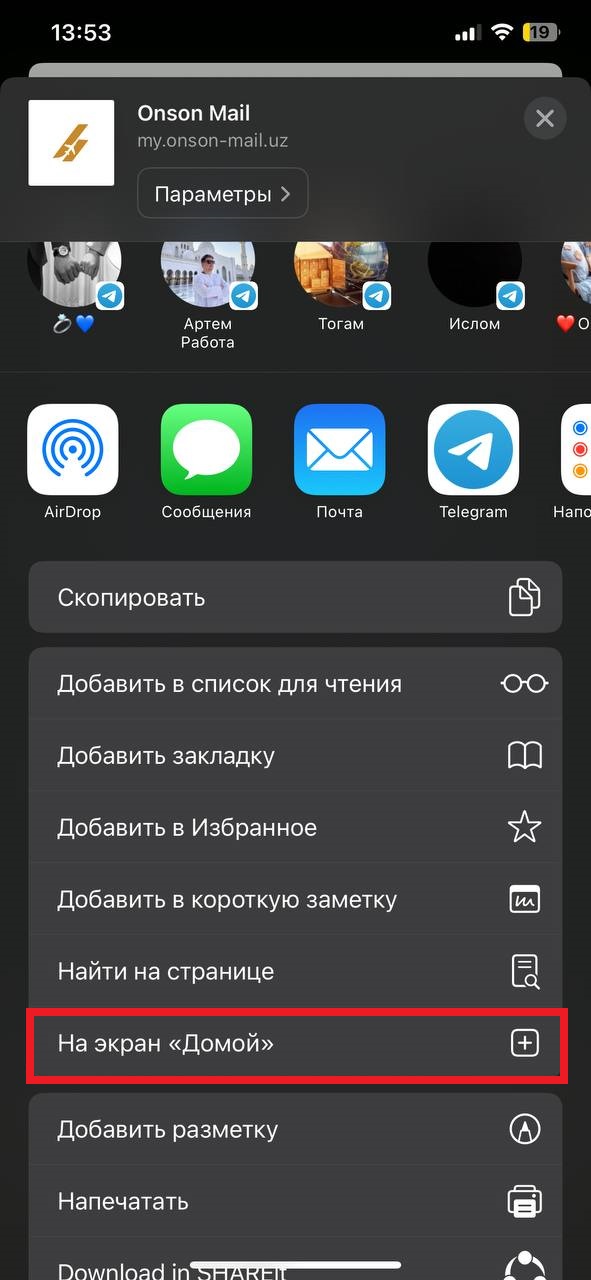 13:53
19
Onson Mail
my.onson-mail.uz
Параметры
💍💙
Артем
Работа
Тогам
Ислом
❤️ О
AirDrop
Сообщения
Почта
Telegram
Напо
Скопировать
Добавить в список для чтения
Добавить закладку
Добавить в Избранное
Добавить в короткую заметку
Найти на странице
На экран «Домой»
Добавить разметку
Напечатать
Download in SHAREit